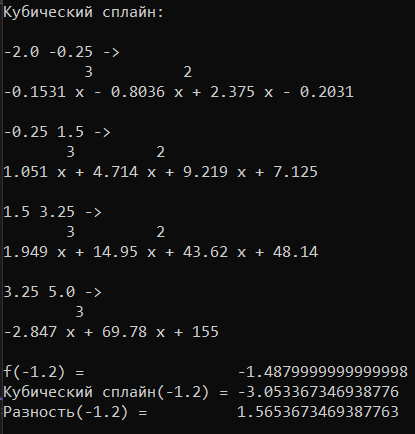 Кубический сплайн:
-2.0 -0.25 ->
3 2
-0.1531 x - 0.8036 x + 2.375 x - 0.2031
-0.25 1.5 ->
3 2
1.051 x + 4.714 x + 9.219 x + 7.125
1.5 3.25 ->
3 2
1.949 x + 14.95 x + 43.62 x + 48.14
3.25 5.0 ->
3
-2.847 x + 69.78 x + 155
f(-1.2) = -1.4879999999999998
Кубический сплайн(-1.2) = -3.053367346938776
Разность(-1.2) = 1.5653673469387763